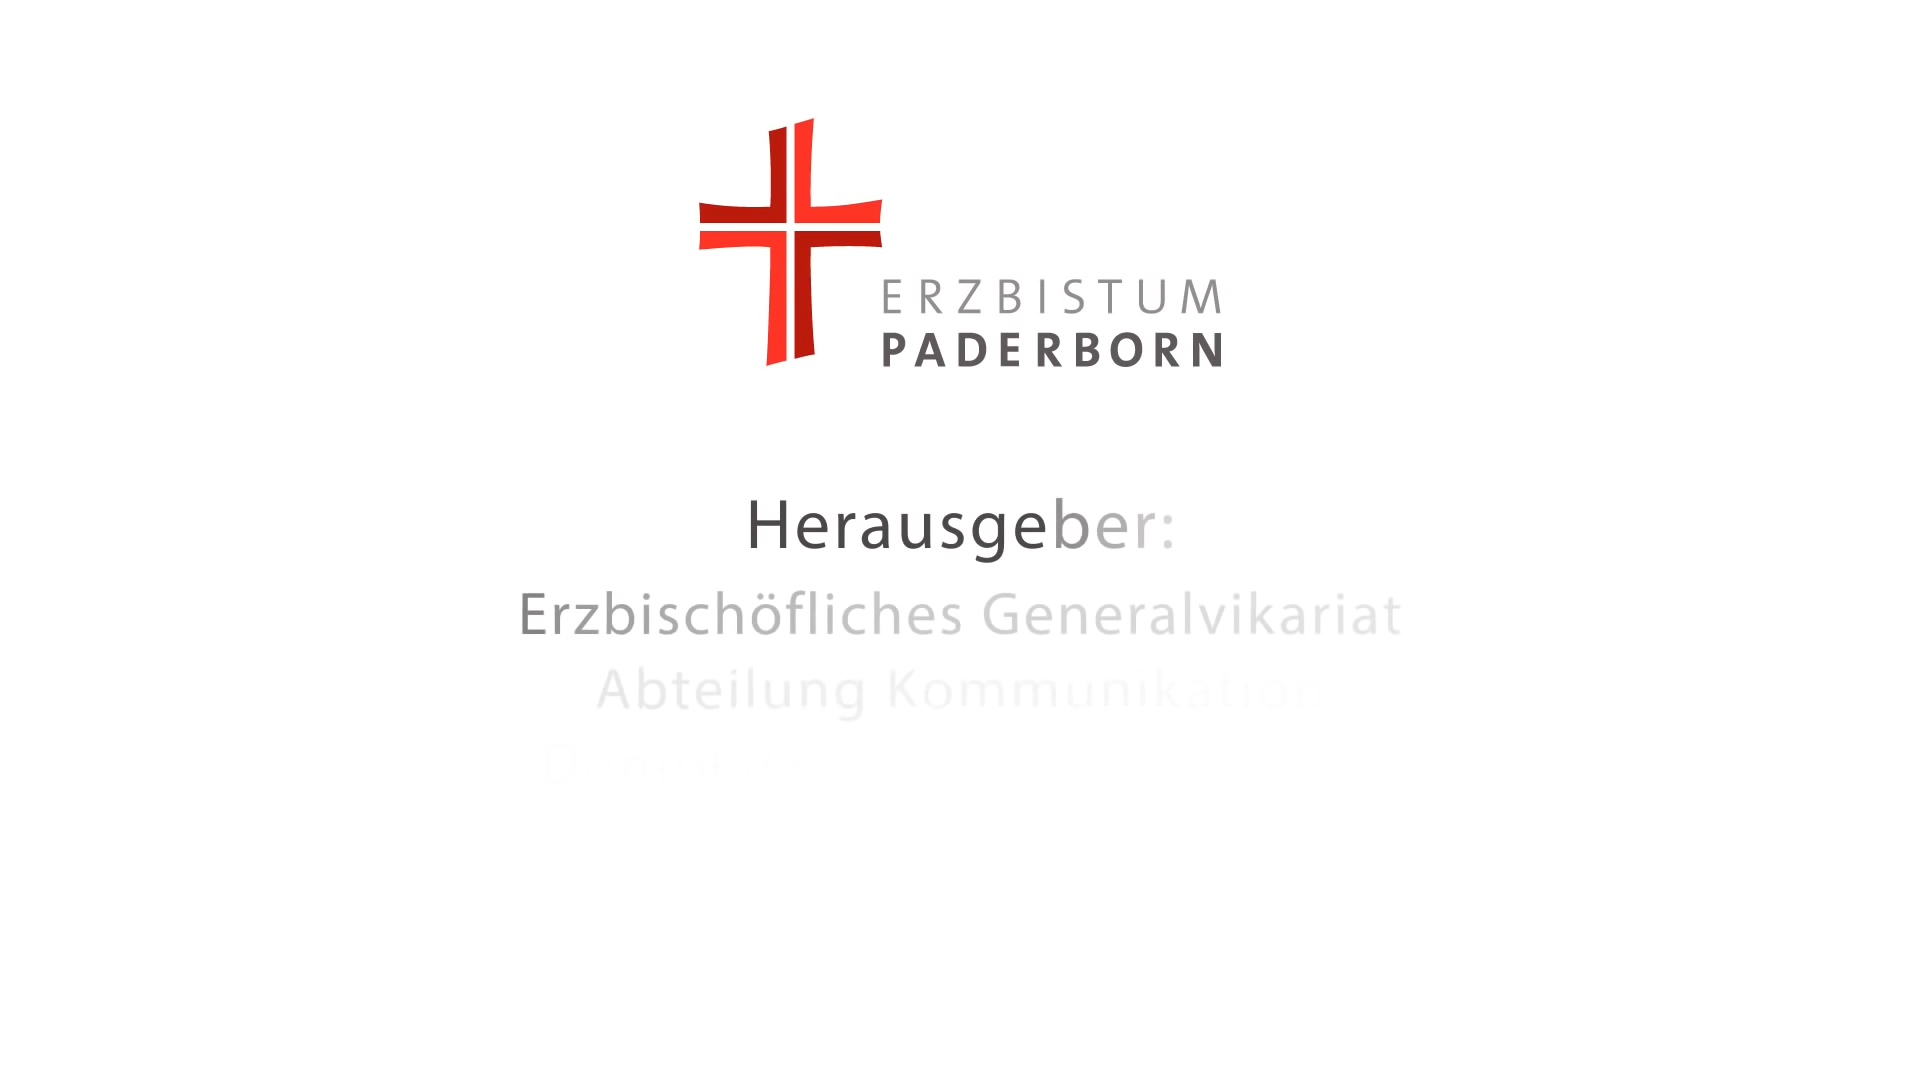 ERZBISTUM
PADERBORN
Herausgeber:
Erzbischöfliches Generalvikariat
Abteilung Kommunikation